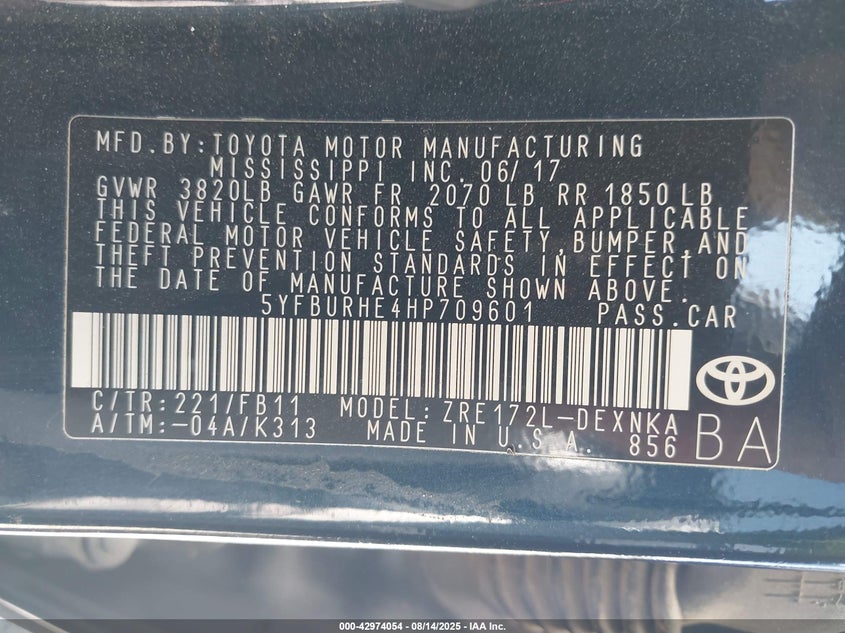 MFD.BY:TOYOTA MOTOR MANUFACTURING
MISSISSIPPI INC. 06/17
GVWR 3820LB GAWR FR 2070 LB RR 1850 LB
THIS VEHICLE CONFORMS TO ALL APPLICABLE
FEDERAL MOTOR VEHICLE SAFETY,BUMPER,AND
THEFT PREVENTION STANDARDS IN EFFECT ON
THE DATE OF MANUFACTURE SHOWN ABOVE.
5YFBURHE4HP709601 PASS.CAR
C/TR:221/FB11 MODEL: ZRE172L-DEXNKA
A/TM:-04A/K313 MADE IN U.S.A. 856 BA
000-42974054 - 08/14/2025 - IAA Inc.